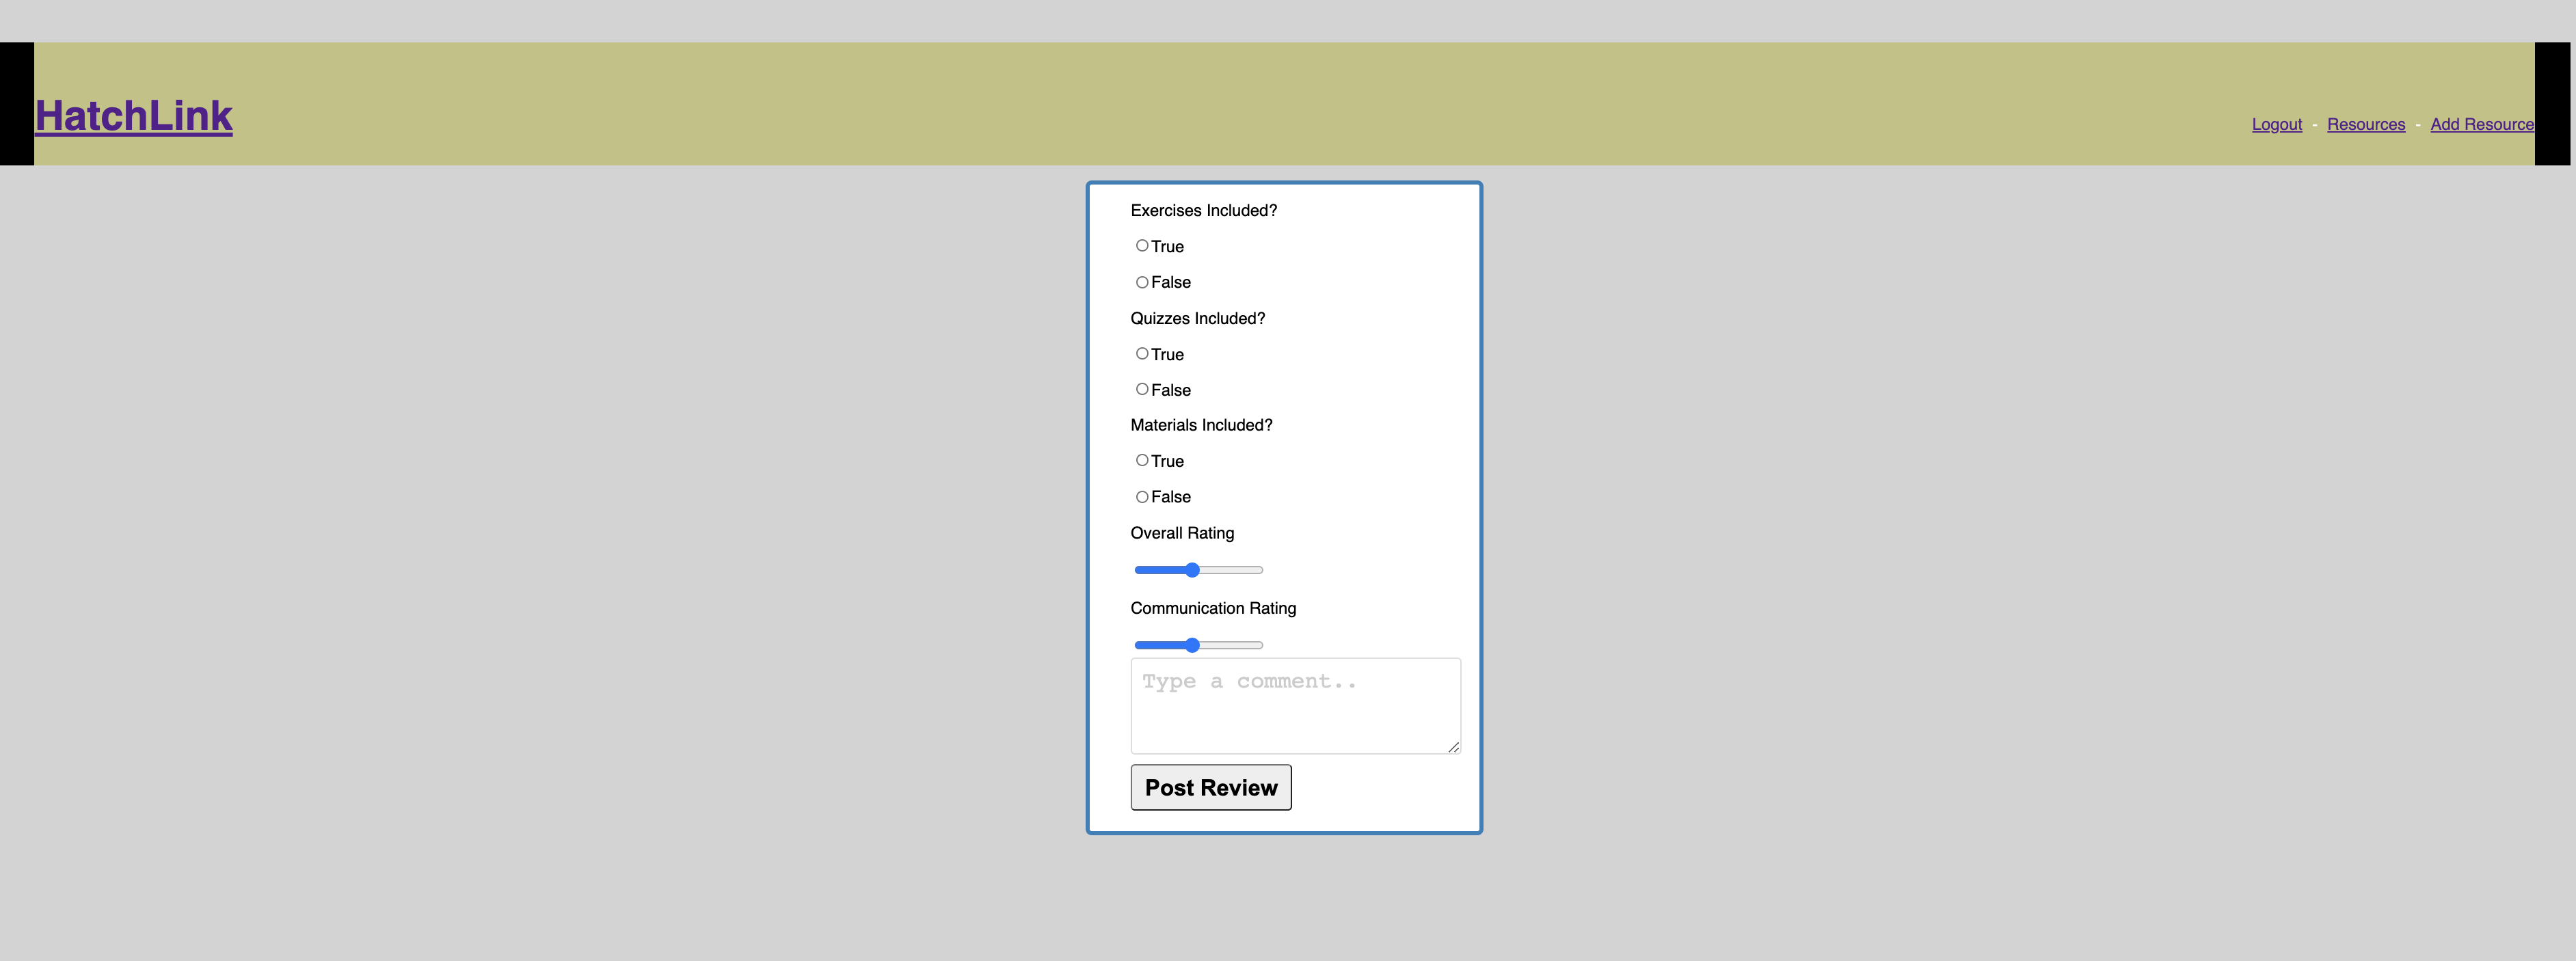 HatchLink
Logout - Resources - Add Resource
Exercises Included?
True
False
Quizzes Included?
True
False
Materials Included?
True
False
Overall Rating
Communication Rating
Type a comment..
Post Review